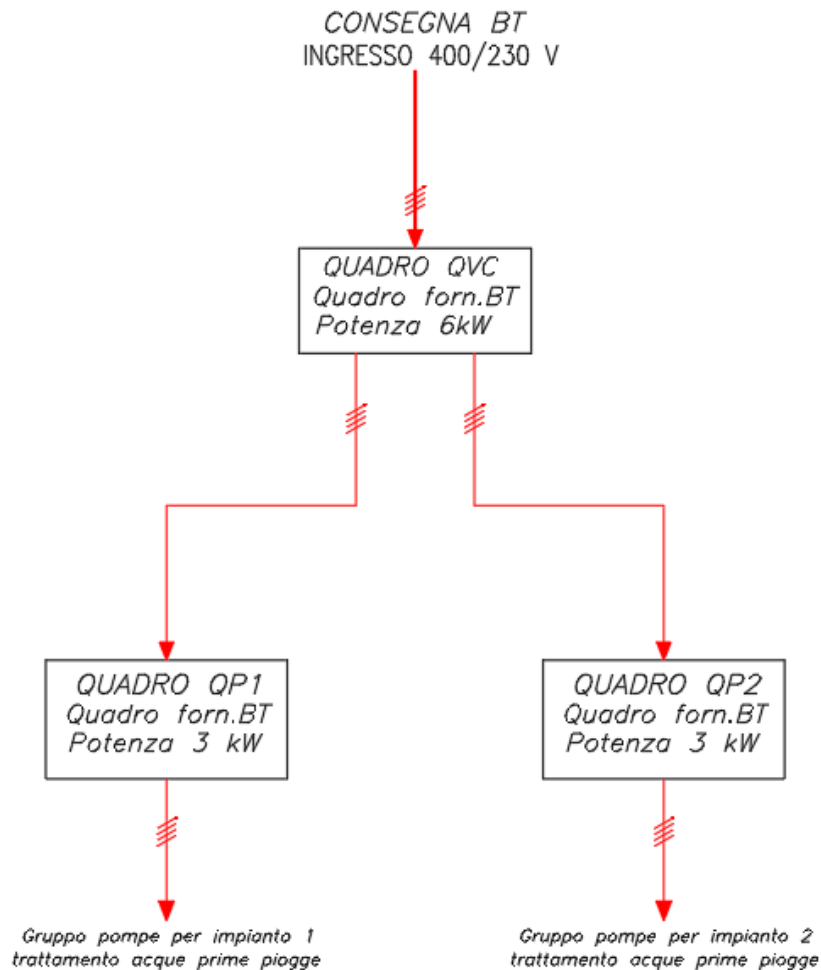 CONSEGNA BT
INGRESSO 400/230 V
QUADRO QVC
Quadro forn.BT
Potenza 6kW
QUADRO QP1
Quadro forn.BT
Potenza 3 kW
QUADRO QP2
Quadro forn.BT
Potenza 3 kW
Gruppo pompe per impianto 1
trattamento acque prime piogge
Gruppo pompe per impianto 2
trattamento acque prime piogge